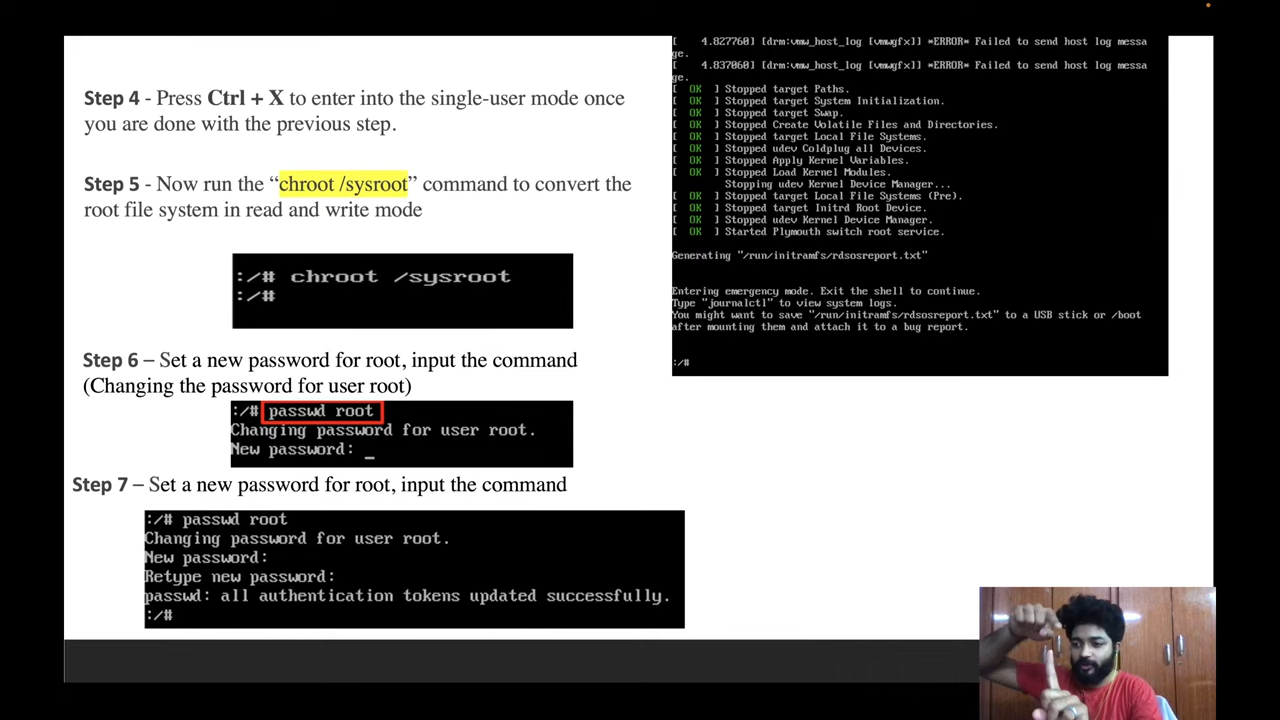 Step 4 - Press Ctrl + X to enter into the single-user mode once
you are done with the previous step.
Step 5 - Now run the “chroot /sysroot” command to convert the
root file system in read and write mode
:/# chroot /sysroot
:/#
Step 6 – Set a new password for root, input the command
(Changing the password for user root)
:/# passwd root
Changing password for user root.
New password: _
Step 7 – Set a new password for root, input the command
:/# passwd root
Changing password for user root.
New password:
Retype new password:
passwd: all authentication tokens updated successfully.
:/#
[    4.827760] [drm:vmw_host_log [vmwgfx]] *ERROR* Failed to send host log messa
ge.
[    4.837060] [drm:vmw_host_log [vmwgfx]] *ERROR* Failed to send host log messa
ge.
[  OK  ] Stopped target Paths.
[  OK  ] Stopped target System Initialization.
[  OK  ] Stopped target Swap.
[  OK  ] Stopped Create Volatile Files and Directories.
[  OK  ] Stopped target Local File Systems.
[  OK  ] Stopped udev Coldplug all Devices.
[  OK  ] Stopped Apply Kernel Variables.
[  OK  ] Stopped Load Kernel Modules.
Stopping udev Kernel Device Manager...
[  OK  ] Stopped target Local File Systems (Pre).
[  OK  ] Stopped target Initrd Root Device.
[  OK  ] Stopped udev Kernel Device Manager.
[  OK  ] Started Plymouth switch root service.
Generating "/run/initramfs/rdsosreport.txt"
Entering emergency mode. Exit the shell to continue.
Type "journalctl" to view system logs.
You might want to save "/run/initramfs/rdsosreport.txt" to a USB stick or /boot
after mounting them and attach it to a bug report.
:/#